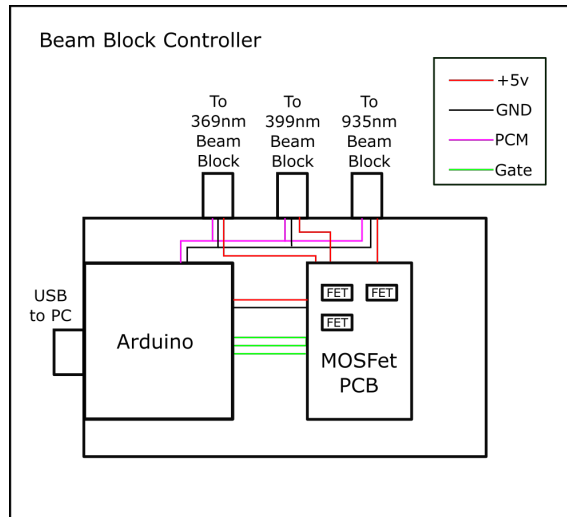 Beam Block Controller
+5v
GND
PCM
Gate
To
369nm
Beam
Block
To
399nm
Beam
Block
To
935nm
Beam
Block
USB
to PC
Arduino
FET
FET
FET
MOSFet
PCB